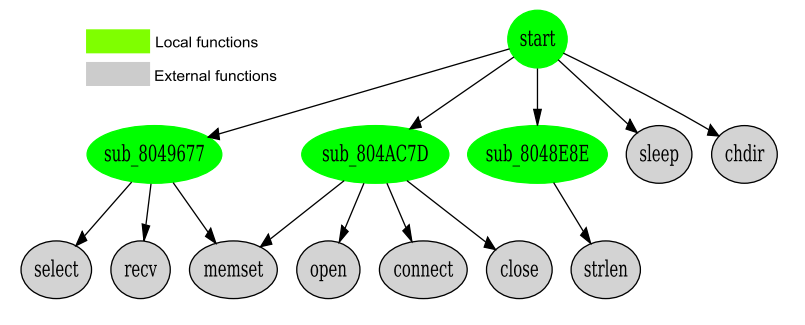 start
Local functions
External functions
sub_8049677
sub_804AC7D
sub_8048E8E
sleep
chdir
select
recv
memset
open
connect
close
strlen